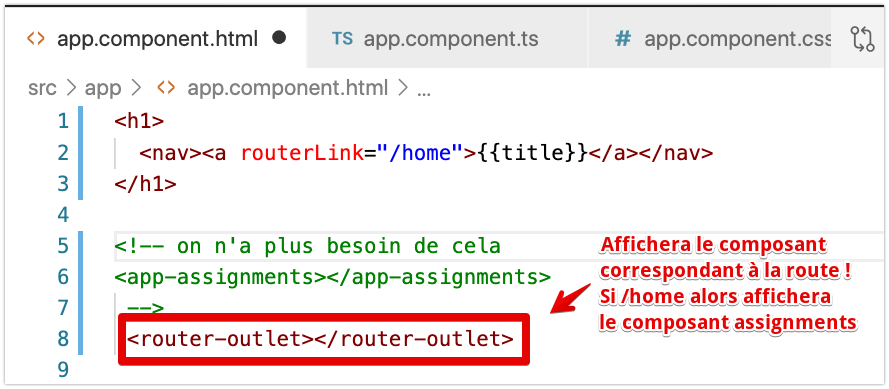 <> app.component.html ● TS app.component.ts # app.component.css
src > app > <> app.component.html > ...
1 <h1>
2 <nav><a routerLink="/home">{{title}}</a></nav>
3 </h1>
4
5 <!-- on n'a plus besoin de cela
6 <app-assignments></app-assignments>
7 -->
8 <router-outlet></router-outlet>
9
Affichera le composant
correspondant à la route !
Si /home alors affichera
le composant assignments